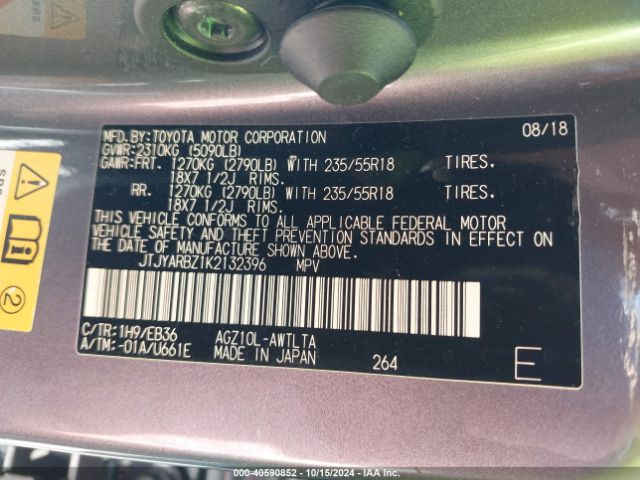 MFD.BY:TOYOTA MOTOR CORPORATION 08/18
GVWR:2310KG (5090LB)
GAWR:FRT. 1270KG (2790LB) WITH 235/55R18 TIRES.
18X7 1/2J RIMS.
RR. 1270KG (2790LB) WITH 235/55R18 TIRES.
18X7 1/2J RIMS.
THIS VEHICLE CONFORMS TO ALL APPLICABLE FEDERAL MOTOR
VEHICLE SAFETY AND THEFT PREVENTION STANDARDS IN EFFECT ON
THE DATE OF MANUFACTURE SHOWN ABOVE.
JTJYARBZ1K2132396 MPV
C/TR:1H9/EB36 AGZ10L-AWTLTA
A/TM:-01A/U661E MADE IN JAPAN 264 E
2
000-40590852 - 10/15/2024 - IAA Inc.